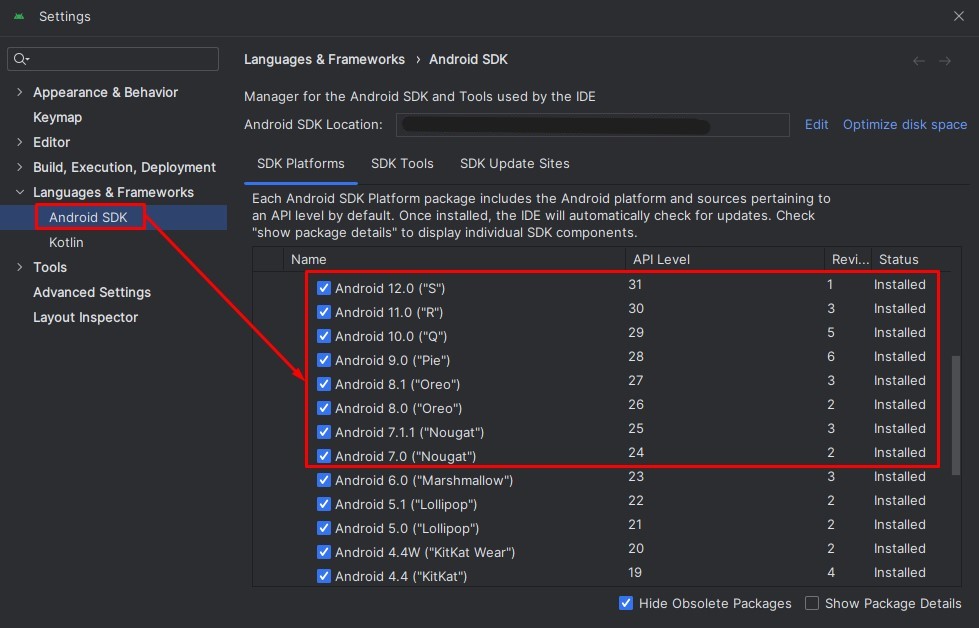 Settings
Appearance & Behavior
Keymap
Editor
Build, Execution, Deployment
Languages & Frameworks
Android SDK
Kotlin
Tools
Advanced Settings
Layout Inspector
Languages & Frameworks › Android SDK
Manager for the Android SDK and Tools used by the IDE
Android SDK Location: Edit Optimize disk space
SDK Platforms SDK Tools SDK Update Sites
Each Android SDK Platform package includes the Android platform and sources pertaining to
an API level by default. Once installed, the IDE will automatically check for updates. Check
"show package details" to display individual SDK components.
Name API Level Revi... Status
Android 12.0 ("S") 31 1 Installed
Android 11.0 ("R") 30 3 Installed
Android 10.0 ("Q") 29 5 Installed
Android 9.0 ("Pie") 28 6 Installed
Android 8.1 ("Oreo") 27 3 Installed
Android 8.0 ("Oreo") 26 2 Installed
Android 7.1.1 ("Nougat") 25 3 Installed
Android 7.0 ("Nougat") 24 2 Installed
Android 6.0 ("Marshmallow") 23 3 Installed
Android 5.1 ("Lollipop") 22 2 Installed
Android 5.0 ("Lollipop") 21 2 Installed
Android 4.4W ("KitKat Wear") 20 2 Installed
Android 4.4 ("KitKat") 19 4 Installed
Hide Obsolete Packages Show Package Details